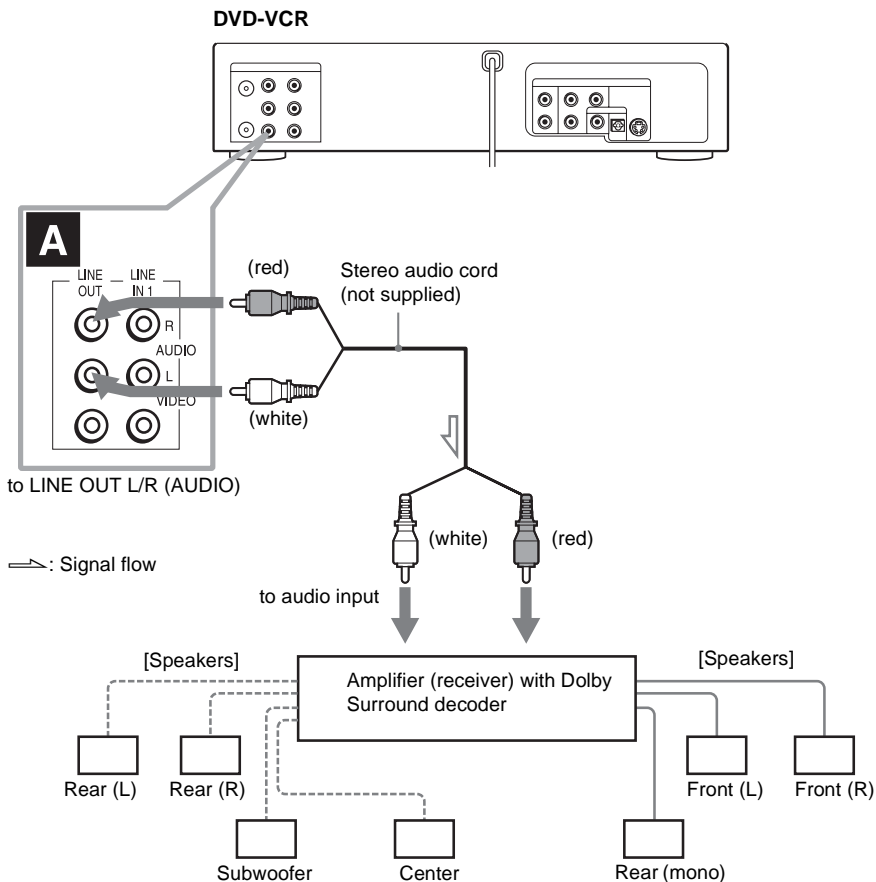 DVD-VCR
A
LINE OUT
LINE IN 1
R
AUDIO
L
VIDEO
(red)
Stereo audio cord
(not supplied)
(white)
to LINE OUT L/R (AUDIO)
: Signal flow
(white)
(red)
to audio input
[Speakers]
[Speakers]
Amplifier (receiver) with Dolby
Surround decoder
Rear (L)
Rear (R)
Front (L)
Front (R)
Subwoofer
Center
Rear (mono)